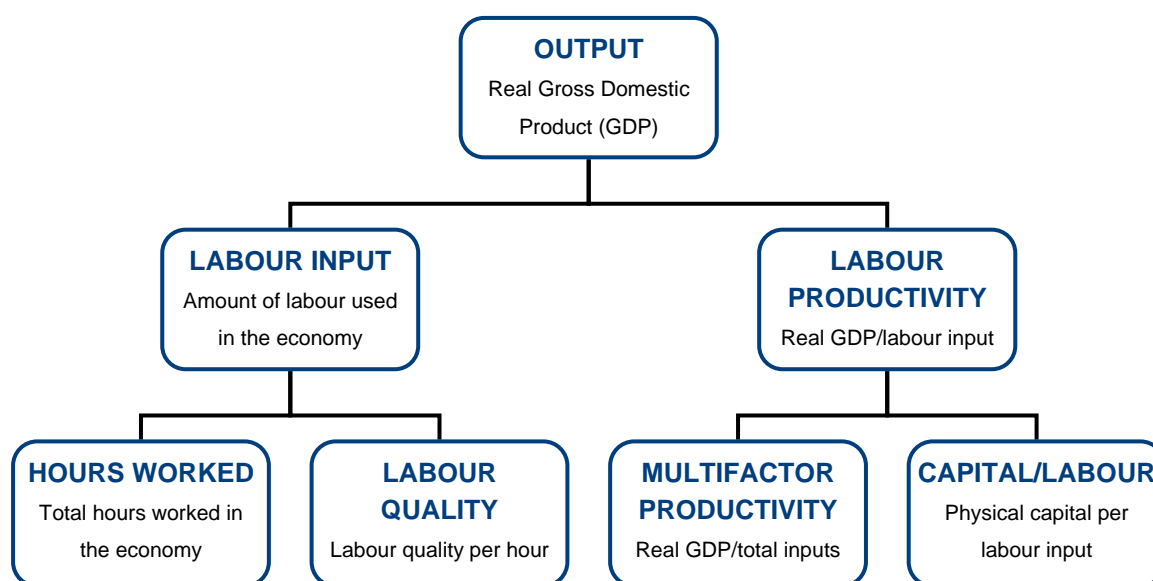 OUTPUT
Real Gross Domestic
Product (GDP)
LABOUR INPUT
Amount of labour used
in the economy
LABOUR
PRODUCTIVITY
Real GDP/labour input
HOURS WORKED
Total hours worked in
the economy
LABOUR
QUALITY
Labour quality per hour
MULTIFACTOR
PRODUCTIVITY
Real GDP/total inputs
CAPITAL/LABOUR
Physical capital per
labour input